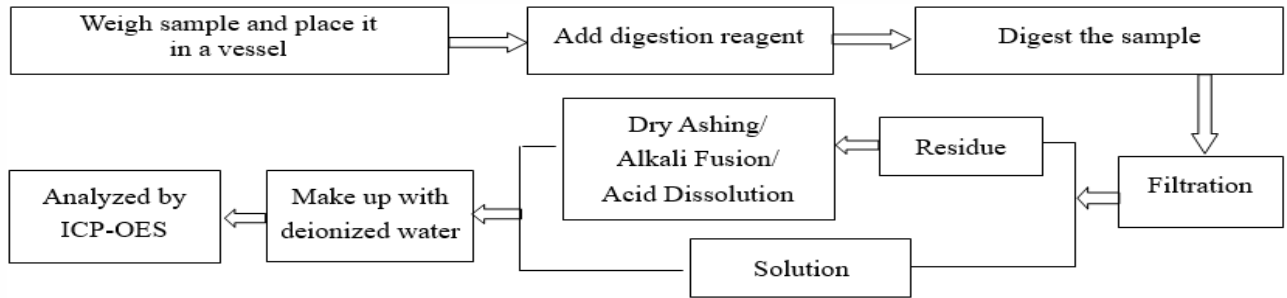 Weigh sample and place it
in a vessel
Add digestion reagent
Digest the sample
Filtration
Residue
Dry Ashing/
Alkali Fusion/
Acid Dissolution
Solution
Make up with
deionized water
Analyzed by
ICP-OES